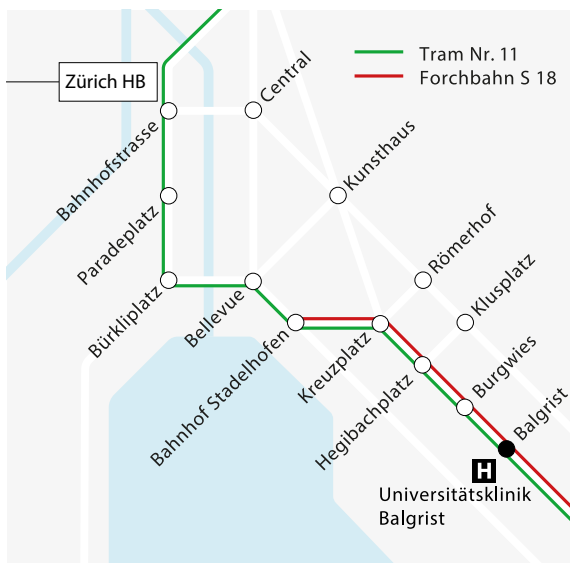 Tram Nr. 11
Forchbahn S 18
Zürich HB
Central
Bahnhofstrasse
Kunsthaus
Paradeplatz
Römerhof
Klusplatz
Bürkliplatz
Bellevue
Bahnhof Stadelhofen
Kreuzplatz
Hegibachplatz
Burgwies
Balgrist
H
Universitätsklinik
Balgrist